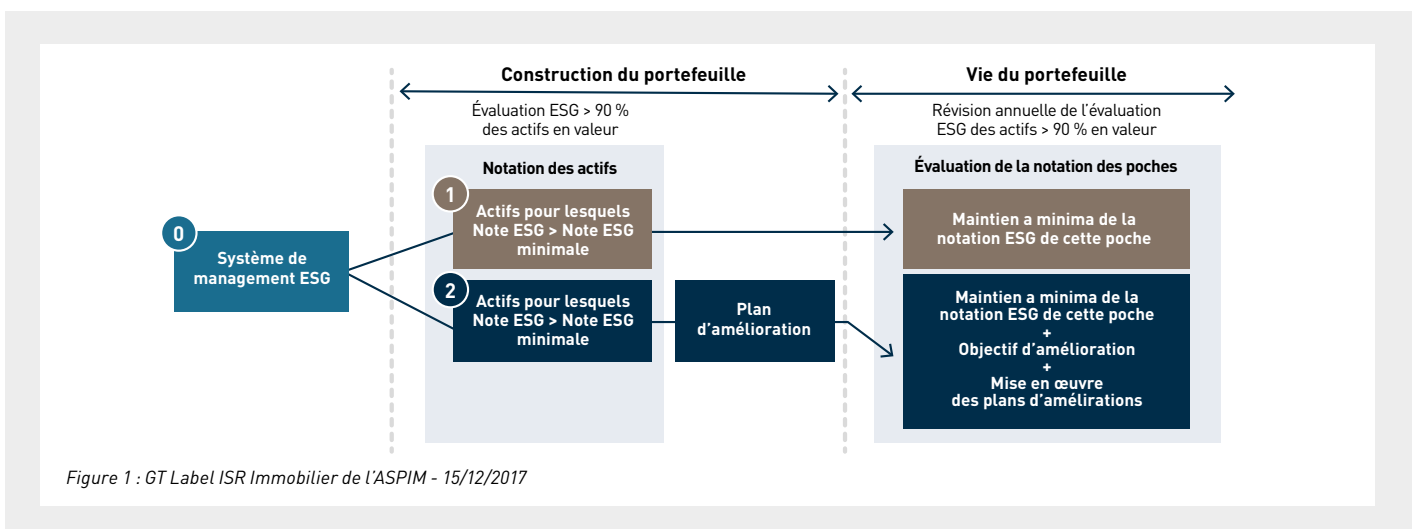 Construction du portefeuille
Vie du portefeuille
Évaluation ESG > 90 %
des actifs en valeur
Révision annuelle de l'évaluation
ESG des actifs > 90 % en valeur
Notation des actifs
Évaluation de la notation des poches
0
Système de
management ESG
1
Actifs pour lesquels
Note ESG > Note ESG
minimale
Maintien a minima de la
notation ESG de cette poche
2
Actifs pour lesquels
Note ESG > Note ESG
minimale
Plan
d'amélioration
Maintien a minima de la
notation ESG de cette poche
+
Objectif d'amélioration
+
Mise en œuvre
des plans d'amélirations
Figure 1 : GT Label ISR Immobilier de l'ASPIM - 15/12/2017